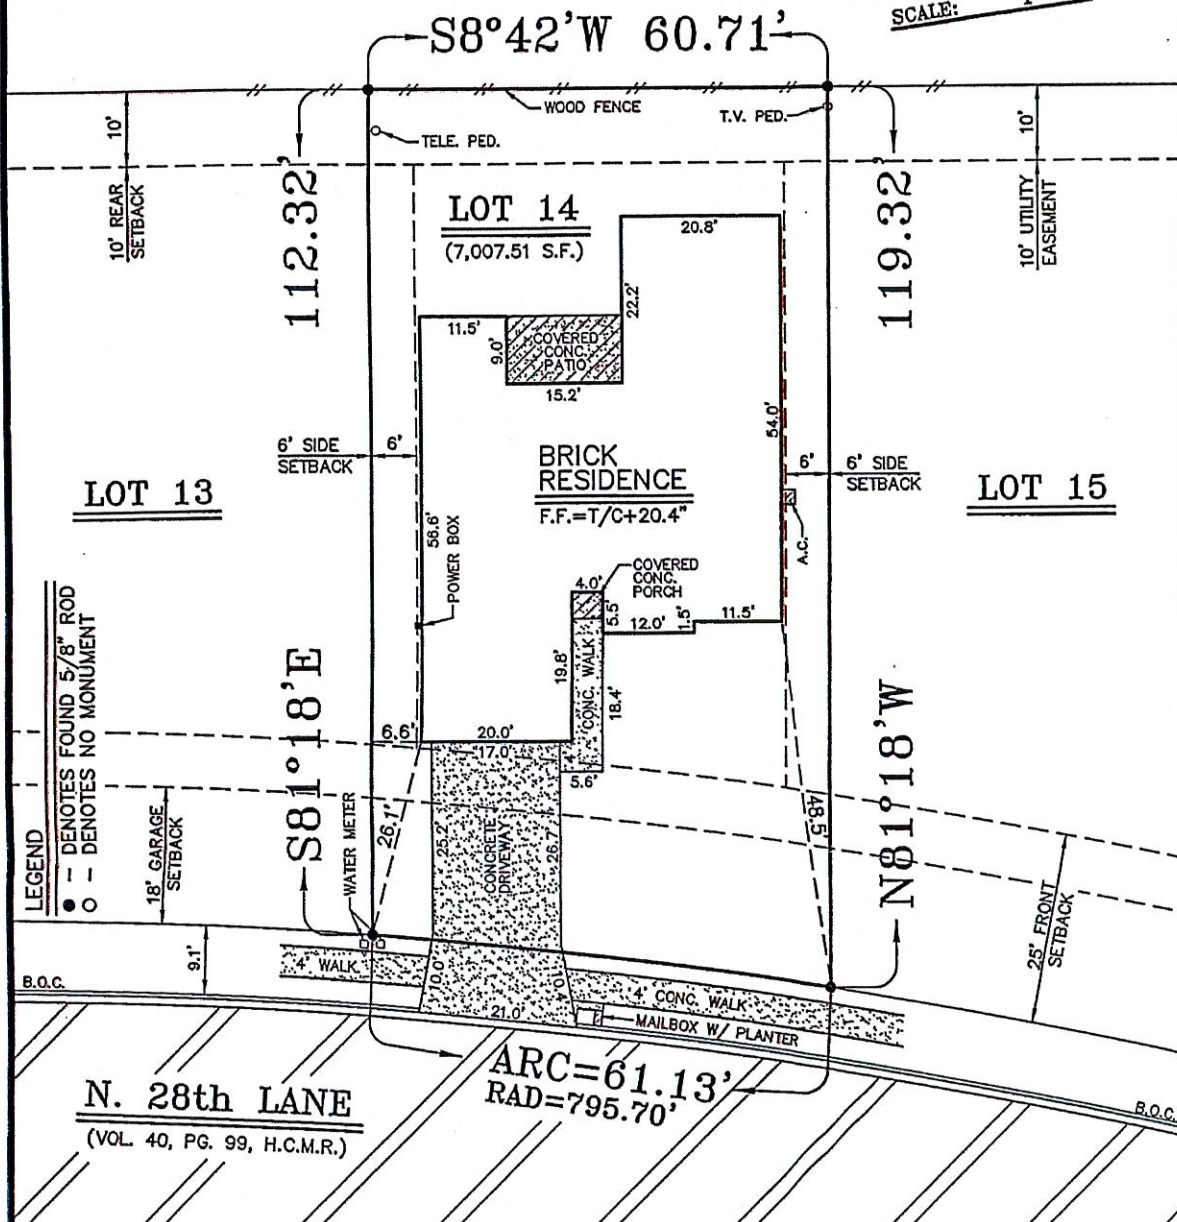 SCALE:
S8°42'W 60.71'
WOOD FENCE
T.V. PED.
TELE. PED.
10'
10'
10' REAR
SETBACK
112.32'
LOT 14
(7,007.51 S.F.)
20.8'
119.32'
10' UTILITY
EASEMENT
22.2'
11.5'
9.0'
COVERED
CONC.
PATIO
15.2'
54.0'
6' SIDE
SETBACK
6'
BRICK
RESIDENCE
F.F.=T/C+20.4"
6'
6' SIDE
SETBACK
LOT 13
LOT 15
56.6'
POWER BOX
A.C.
COVERED
CONC.
PORCH
4.0'
5.5'
12.0'
1.5'
11.5'
LEGEND
● – DENOTES FOUND 5/8" ROD
○ – DENOTES NO MONUMENT
S81°18'E
19.8'
CONC. WALK
18.4'
N81°18'W
6.6'
20.0'
17.0'
4'
5.6'
18' GARAGE
SETBACK
WATER METER
26.1'
25.2'
CONCRETE
DRIVEWAY
26.7'
48.5'
25' FRONT
SETBACK
9.1'
B.O.C.
4' WALK
10.0'
10.4'
21.0'
4' CONC. WALK
MAILBOX W/ PLANTER
ARC=61.13'
RAD=795.70'
N. 28th LANE
(VOL. 40, PG. 99, H.C.M.R.)
B.O.C.